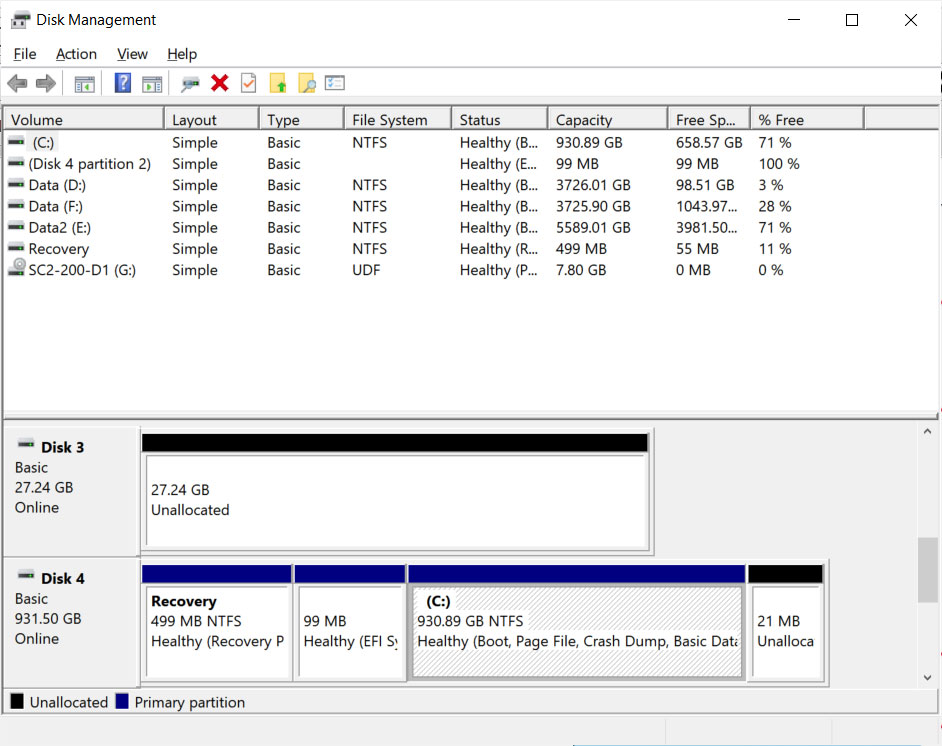 Disk Management
File Action View Help
Volume Layout Type File System Status Capacity Free Sp... % Free
(C:) Simple Basic NTFS Healthy (B... 930.89 GB 658.57 GB 71 %
(Disk 4 partition 2) Simple Basic Healthy (E... 99 MB 99 MB 100 %
Data (D:) Simple Basic NTFS Healthy (B... 3726.01 GB 98.51 GB 3 %
Data (F:) Simple Basic NTFS Healthy (B... 3725.90 GB 1043.97... 28 %
Data2 (E:) Simple Basic NTFS Healthy (B... 5589.01 GB 3981.50... 71 %
Recovery Simple Basic NTFS Healthy (R... 499 MB 55 MB 11 %
SC2-200-D1 (G:) Simple Basic UDF Healthy (P... 7.80 GB 0 MB 0 %
Disk 3
Basic
27.24 GB
Online
27.24 GB
Unallocated
Disk 4
Basic
931.50 GB
Online
Recovery
499 MB NTFS
Healthy (Recovery P
99 MB
Healthy (EFI Sy
(C:)
930.89 GB NTFS
Healthy (Boot, Page File, Crash Dump, Basic Data
21 MB
Unalloca
Unallocated Primary partition